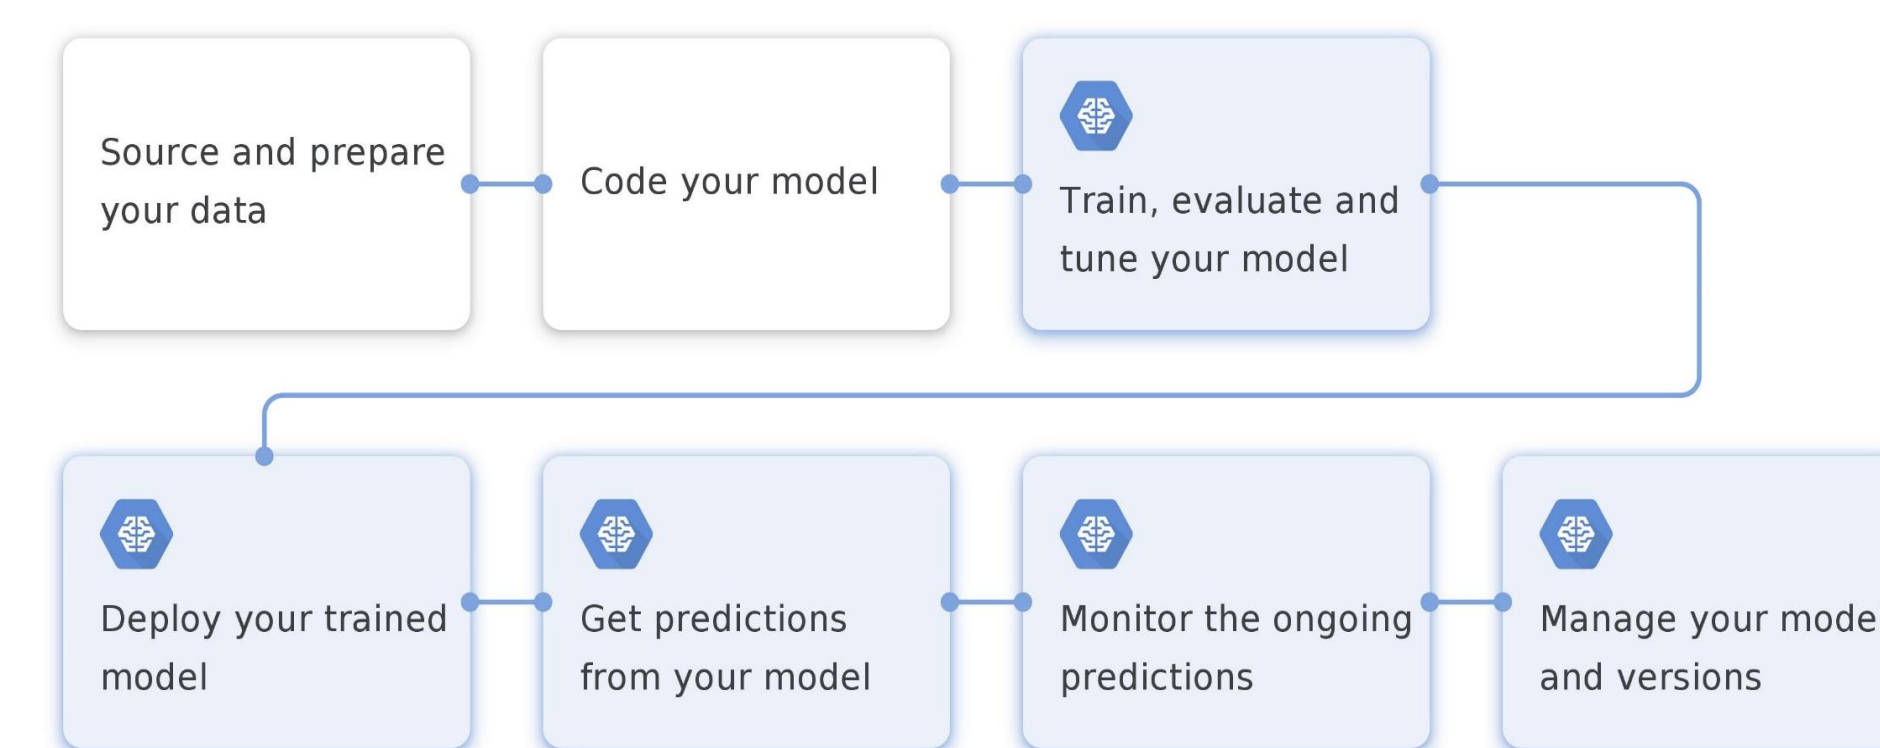 Source and prepare
your data
Code your model
Train, evaluate and
tune your model
Deploy your trained
model
Get predictions
from your model
Monitor the ongoing
predictions
Manage your mode
and versions